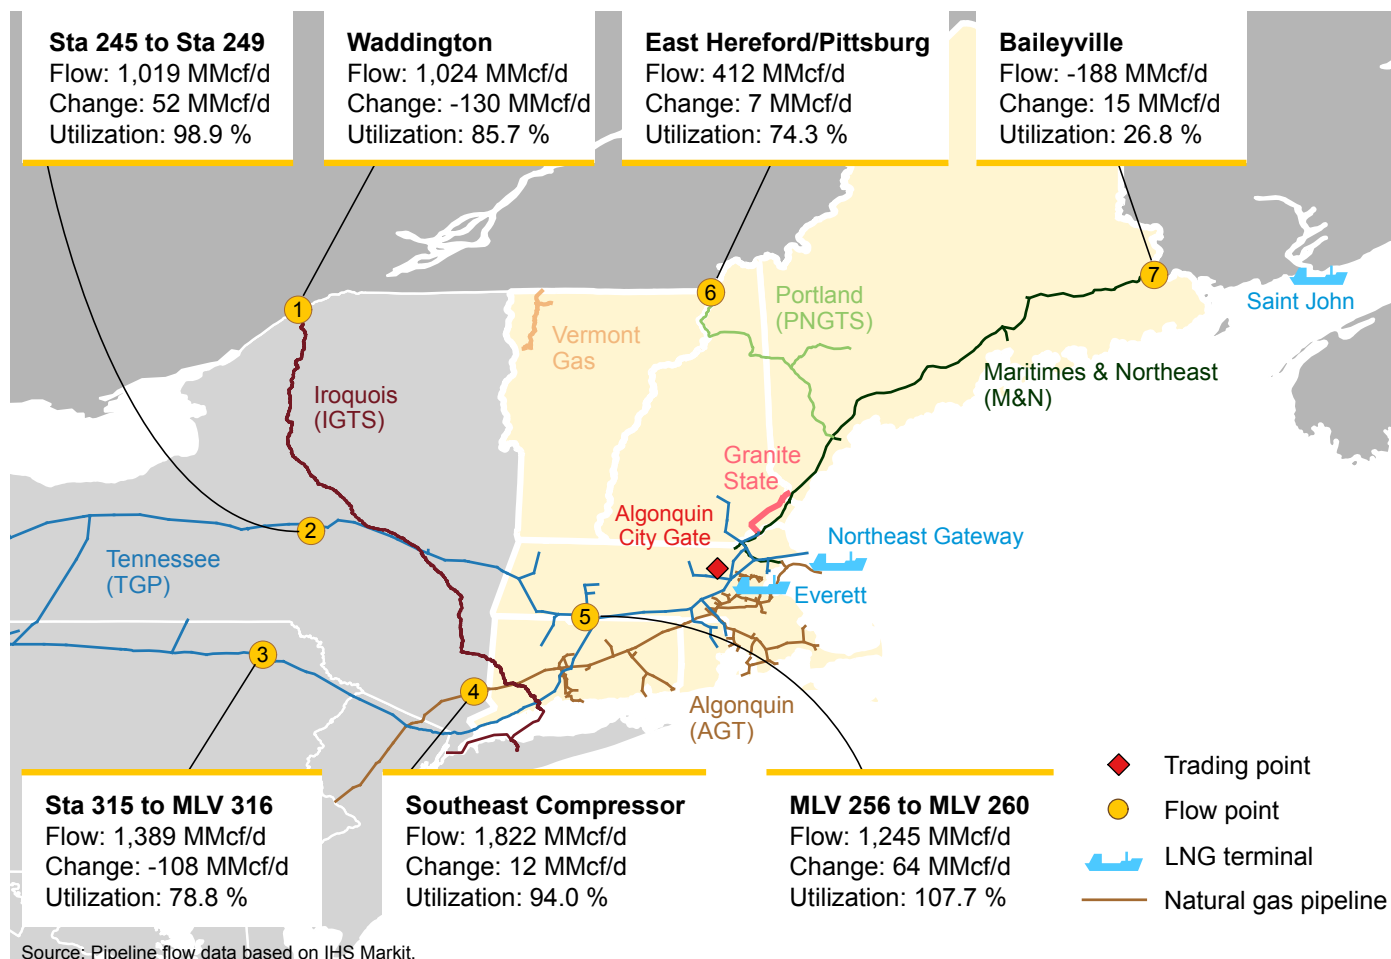 Sta 245 to Sta 249
Flow: 1,019 MMcf/d
Change: 52 MMcf/d
Utilization: 98.9 %
Waddington
Flow: 1,024 MMcf/d
Change: -130 MMcf/d
Utilization: 85.7 %
East Hereford/Pittsburg
Flow: 412 MMcf/d
Change: 7 MMcf/d
Utilization: 74.3 %
Baileyville
Flow: -188 MMcf/d
Change: 15 MMcf/d
Utilization: 26.8 %
1
6
7
Saint John
Portland
(PNGTS)
Vermont
Gas
Maritimes & Northeast
(M&N)
Iroquois
(IGTS)
Granite
State
Algonquin
City Gate
2
Northeast Gateway
Tennessee
(TGP)
Everett
5
3
4
Algonquin
(AGT)
Sta 315 to MLV 316
Flow: 1,389 MMcf/d
Change: -108 MMcf/d
Utilization: 78.8 %
Southeast Compressor
Flow: 1,822 MMcf/d
Change: 12 MMcf/d
Utilization: 94.0 %
MLV 256 to MLV 260
Flow: 1,245 MMcf/d
Change: 64 MMcf/d
Utilization: 107.7 %
Trading point
Flow point
LNG terminal
Natural gas pipeline
Source: Pipeline flow data based on IHS Markit.